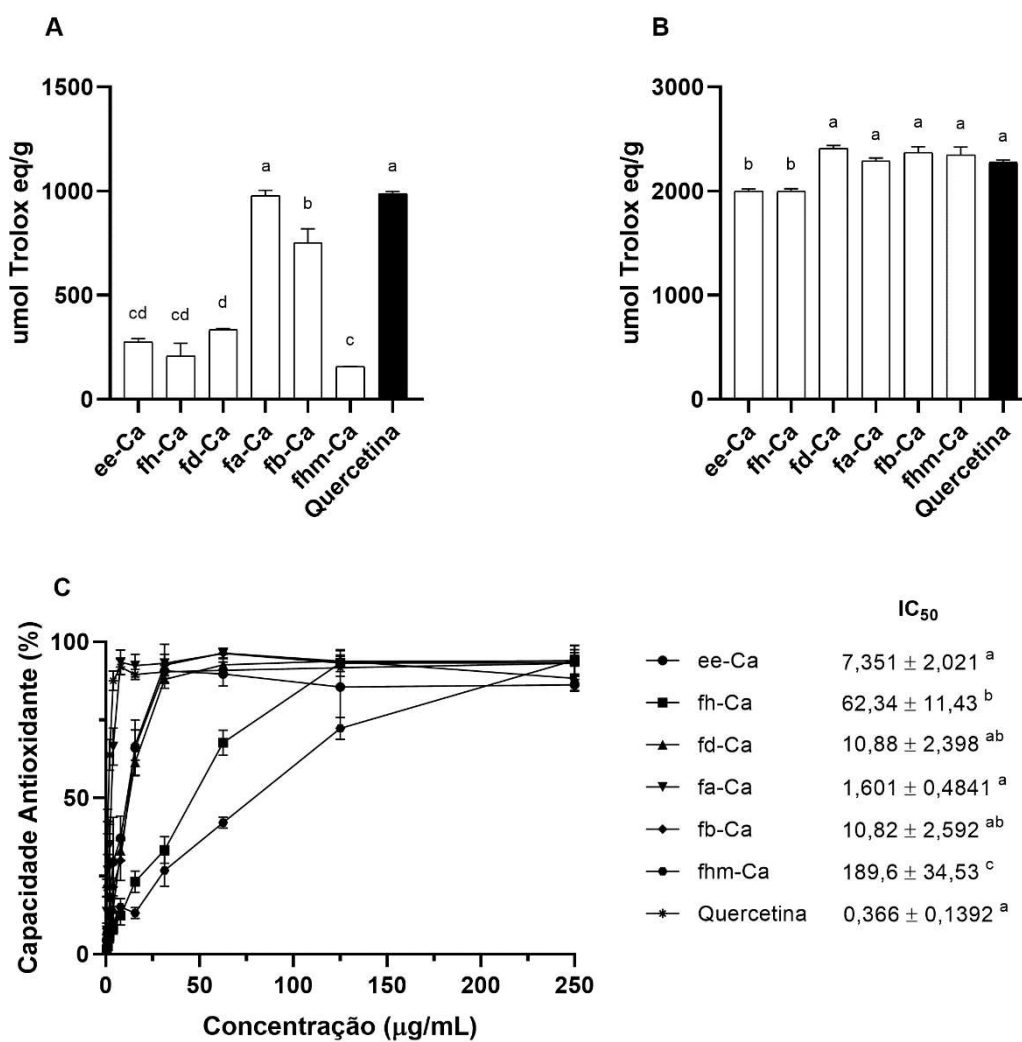 A
umol Trolox eq/g
1500
1000
500
0
cd
cd
d
a
b
c
a
ee-Ca
fh-Ca
fd-Ca
fa-Ca
fb-Ca
fhm-Ca
Quercetina
B
umol Trolox eq/g
3000
2000
1000
0
b
b
a
a
a
a
a
ee-Ca
fh-Ca
fd-Ca
fa-Ca
fb-Ca
fhm-Ca
Quercetina
C
Capacidade Antioxidante (%)
100
50
0
0
50
100
150
200
250
Concentração (µg/mL)
IC50
ee-Ca 7,351 ± 2,021 a
fh-Ca 62,34 ± 11,43 b
fd-Ca 10,88 ± 2,398 ab
fa-Ca 1,601 ± 0,4841 a
fb-Ca 10,82 ± 2,592 ab
fhm-Ca 189,6 ± 34,53 c
Quercetina 0,366 ± 0,1392 a